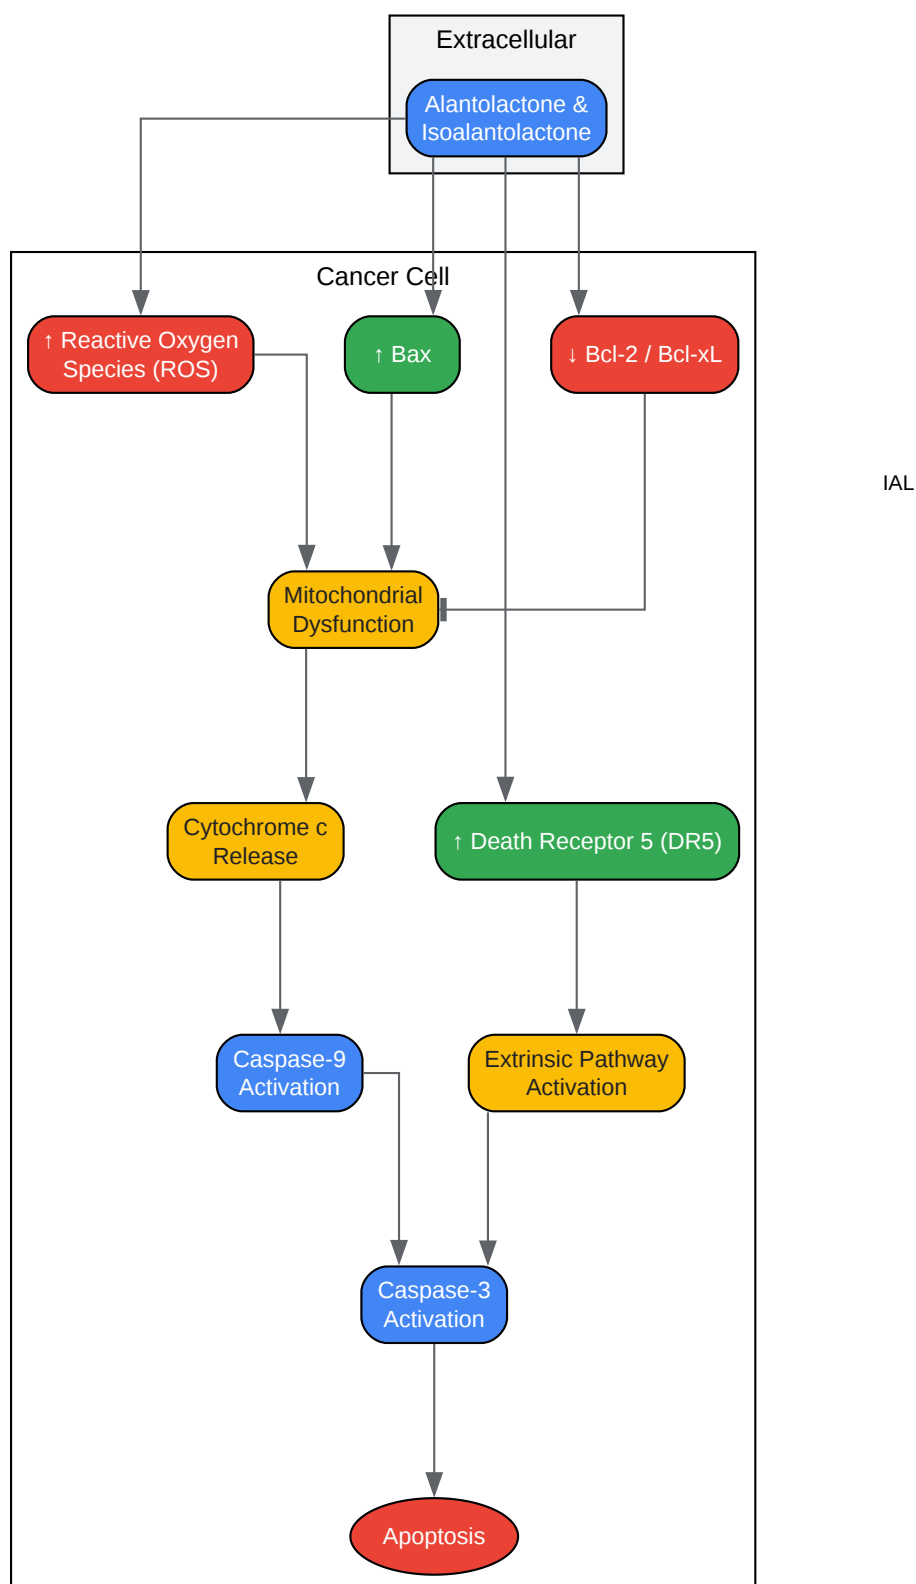 Extracellular
Alantolactone &
Isoalantolactone
Cancer Cell
↑ Reactive Oxygen
Species (ROS)
↑ Bax
↓ Bcl-2 / Bcl-xL
IAL
Mitochondrial
Dysfunction
Cytochrome c
Release
↑ Death Receptor 5 (DR5)
Caspase-9
Activation
Extrinsic Pathway
Activation
Caspase-3
Activation
Apoptosis